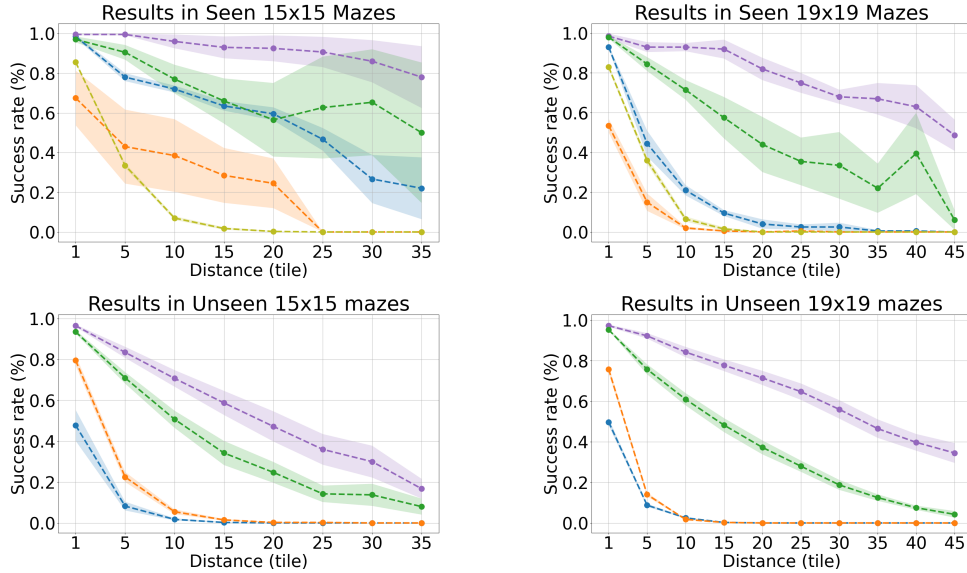 Results in Seen 15x15 Mazes
Success rate (%)
1.0
0.8
0.6
0.4
0.2
0.0
1 5 10 15 20 25 30 35
Distance (tile)
Results in Seen 19x19 Mazes
Success rate (%)
1.0
0.8
0.6
0.4
0.2
0.0
1 5 10 15 20 25 30 35 40 45
Distance (tile)
Results in Unseen 15x15 mazes
Success rate (%)
1.0
0.8
0.6
0.4
0.2
0.0
1 5 10 15 20 25 30 35
Distance (tile)
Results in Unseen 19x19 mazes
Success rate (%)
1.0
0.8
0.6
0.4
0.2
0.0
1 5 10 15 20 25 30 35 40 45
Distance (tile)